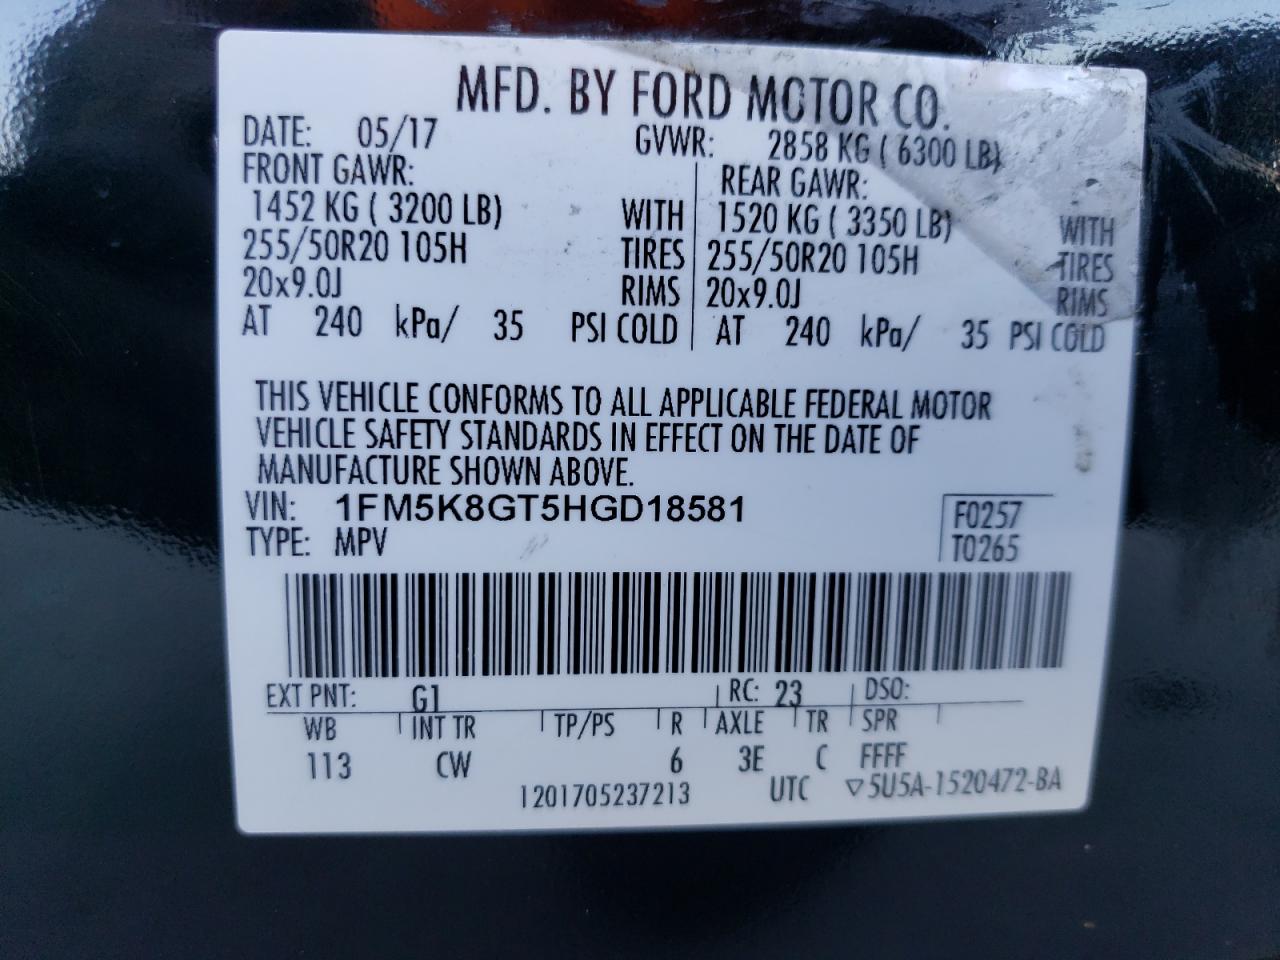 MFD. BY FORD MOTOR CO.
DATE: 05/17 GVWR: 2858 KG ( 6300 LB)
FRONT GAWR: REAR GAWR:
1452 KG ( 3200 LB) WITH 1520 KG ( 3350 LB) WITH
255/50R20 105H TIRES 255/50R20 105H TIRES
20x9.0J RIMS 20x9.0J RIMS
AT 240 kPa/ 35 PSI COLD AT 240 kPa/ 35 PSI COLD
THIS VEHICLE CONFORMS TO ALL APPLICABLE FEDERAL MOTOR
VEHICLE SAFETY STANDARDS IN EFFECT ON THE DATE OF
MANUFACTURE SHOWN ABOVE.
VIN: 1FM5K8GT5HGD18581 F0257
TYPE: MPV T0265
EXT PNT: G1 RC: 23 DSO:
WB INT TR TP/PS R AXLE TR SPR
113 CW 6 3E C FFFF
1201705237213 UTC ▽5U5A-1520472-BA